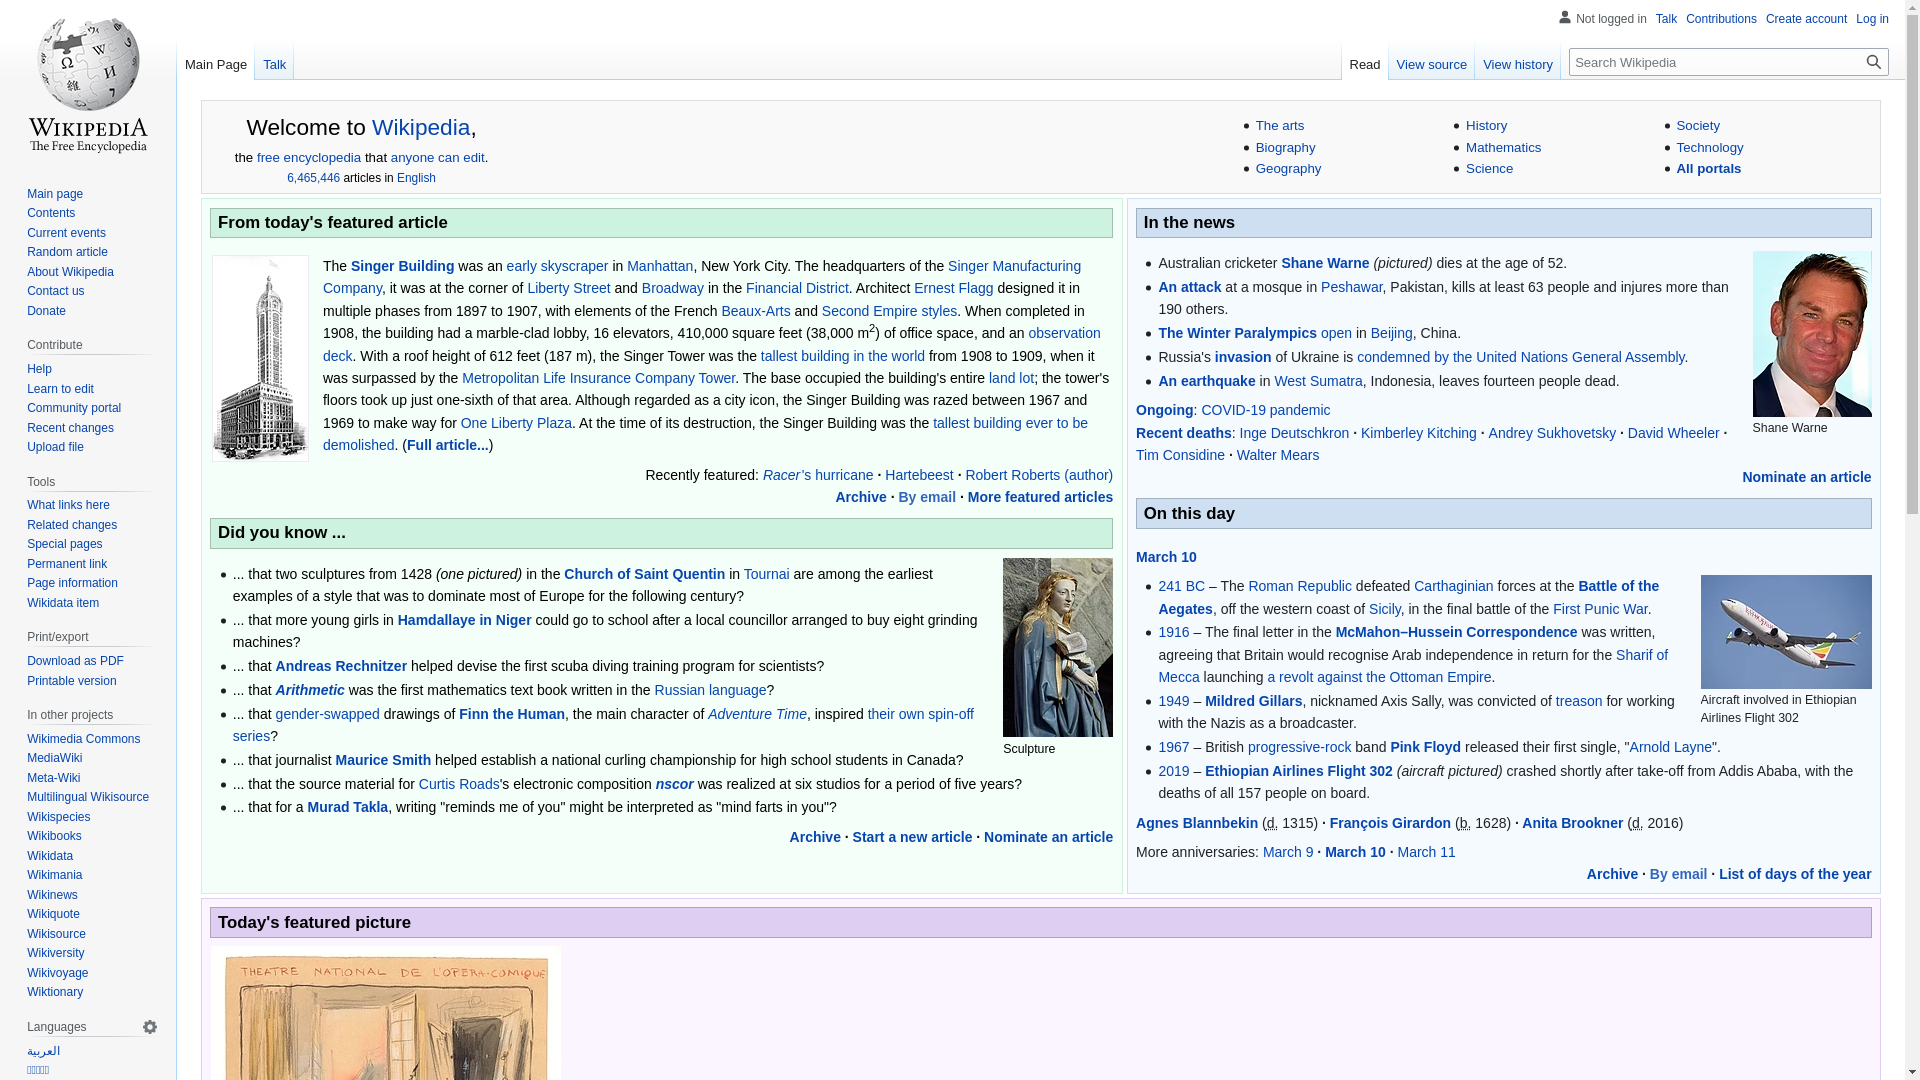 Not logged in Talk Contributions Create account Log in
WIKIPEDIA
The Free Encyclopedia
Main Page Talk
Read View source View history Search Wikipedia
Main page
Contents
Current events
Random article
About Wikipedia
Contact us
Donate
Contribute
Help
Learn to edit
Community portal
Recent changes
Upload file
Tools
What links here
Related changes
Special pages
Permanent link
Page information
Wikidata item
Print/export
Download as PDF
Printable version
In other projects
Wikimedia Commons
MediaWiki
Meta-Wiki
Multilingual Wikisource
Wikispecies
Wikibooks
Wikidata
Wikimania
Wikinews
Wikiquote
Wikisource
Wikiversity
Wikivoyage
Wiktionary
Languages
العربية
Welcome to Wikipedia,
the free encyclopedia that anyone can edit.
6,465,446 articles in English
The arts
Biography
Geography
History
Mathematics
Science
Society
Technology
All portals
From today's featured article
The Singer Building was an early skyscraper in Manhattan, New York City. The headquarters of the Singer Manufacturing
Company, it was at the corner of Liberty Street and Broadway in the Financial District. Architect Ernest Flagg designed it in
multiple phases from 1897 to 1907, with elements of the French Beaux-Arts and Second Empire styles. When completed in
1908, the building had a marble-clad lobby, 16 elevators, 410,000 square feet (38,000 m2) of office space, and an observation
deck. With a roof height of 612 feet (187 m), the Singer Tower was the tallest building in the world from 1908 to 1909, when it
was surpassed by the Metropolitan Life Insurance Company Tower. The base occupied the building's entire land lot; the tower's
floors took up just one-sixth of that area. Although regarded as a city icon, the Singer Building was razed between 1967 and
1969 to make way for One Liberty Plaza. At the time of its destruction, the Singer Building was the tallest building ever to be
demolished. (Full article...)
Recently featured: Racer's hurricane · Hartebeest · Robert Roberts (author)
Archive · By email · More featured articles
Did you know ...
... that two sculptures from 1428 (one pictured) in the Church of Saint Quentin in Tournai are among the earliest
examples of a style that was to dominate most of Europe for the following century?
... that more young girls in Hamdallaye in Niger could go to school after a local councillor arranged to buy eight grinding
machines?
... that Andreas Rechnitzer helped devise the first scuba diving training program for scientists?
... that Arithmetic was the first mathematics text book written in the Russian language?
... that gender-swapped drawings of Finn the Human, the main character of Adventure Time, inspired their own spin-off
series?
... that journalist Maurice Smith helped establish a national curling championship for high school students in Canada?
... that the source material for Curtis Roads's electronic composition nscor was realized at six studios for a period of five years?
... that for a Murad Takla, writing "reminds me of you" might be interpreted as "mind farts in you"?
Sculpture
Archive · Start a new article · Nominate an article
In the news
Australian cricketer Shane Warne (pictured) dies at the age of 52.
An attack at a mosque in Peshawar, Pakistan, kills at least 63 people and injures more than
190 others.
The Winter Paralympics open in Beijing, China.
Russia's invasion of Ukraine is condemned by the United Nations General Assembly.
An earthquake in West Sumatra, Indonesia, leaves fourteen people dead.
Shane Warne
Ongoing: COVID-19 pandemic
Recent deaths: Inge Deutschkron · Kimberley Kitching · Andrey Sukhovetsky · David Wheeler ·
Tim Considine · Walter Mears
Nominate an article
On this day
March 10
241 BC – The Roman Republic defeated Carthaginian forces at the Battle of the
Aegates, off the western coast of Sicily, in the final battle of the First Punic War.
1916 – The final letter in the McMahon–Hussein Correspondence was written,
agreeing that Britain would recognise Arab independence in return for the Sharif of
Mecca launching a revolt against the Ottoman Empire.
1949 – Mildred Gillars, nicknamed Axis Sally, was convicted of treason for working
with the Nazis as a broadcaster.
1967 – British progressive-rock band Pink Floyd released their first single, "Arnold Layne".
2019 – Ethiopian Airlines Flight 302 (aircraft pictured) crashed shortly after take-off from Addis Ababa, with the
deaths of all 157 people on board.
Aircraft involved in Ethiopian
Airlines Flight 302
Agnes Blannbekin (d. 1315) · François Girardon (b. 1628) · Anita Brookner (d. 2016)
More anniversaries: March 9 · March 10 · March 11
Archive · By email · List of days of the year
Today's featured picture
THEATRE NATIONAL DE L'OPERA-COMIQUE